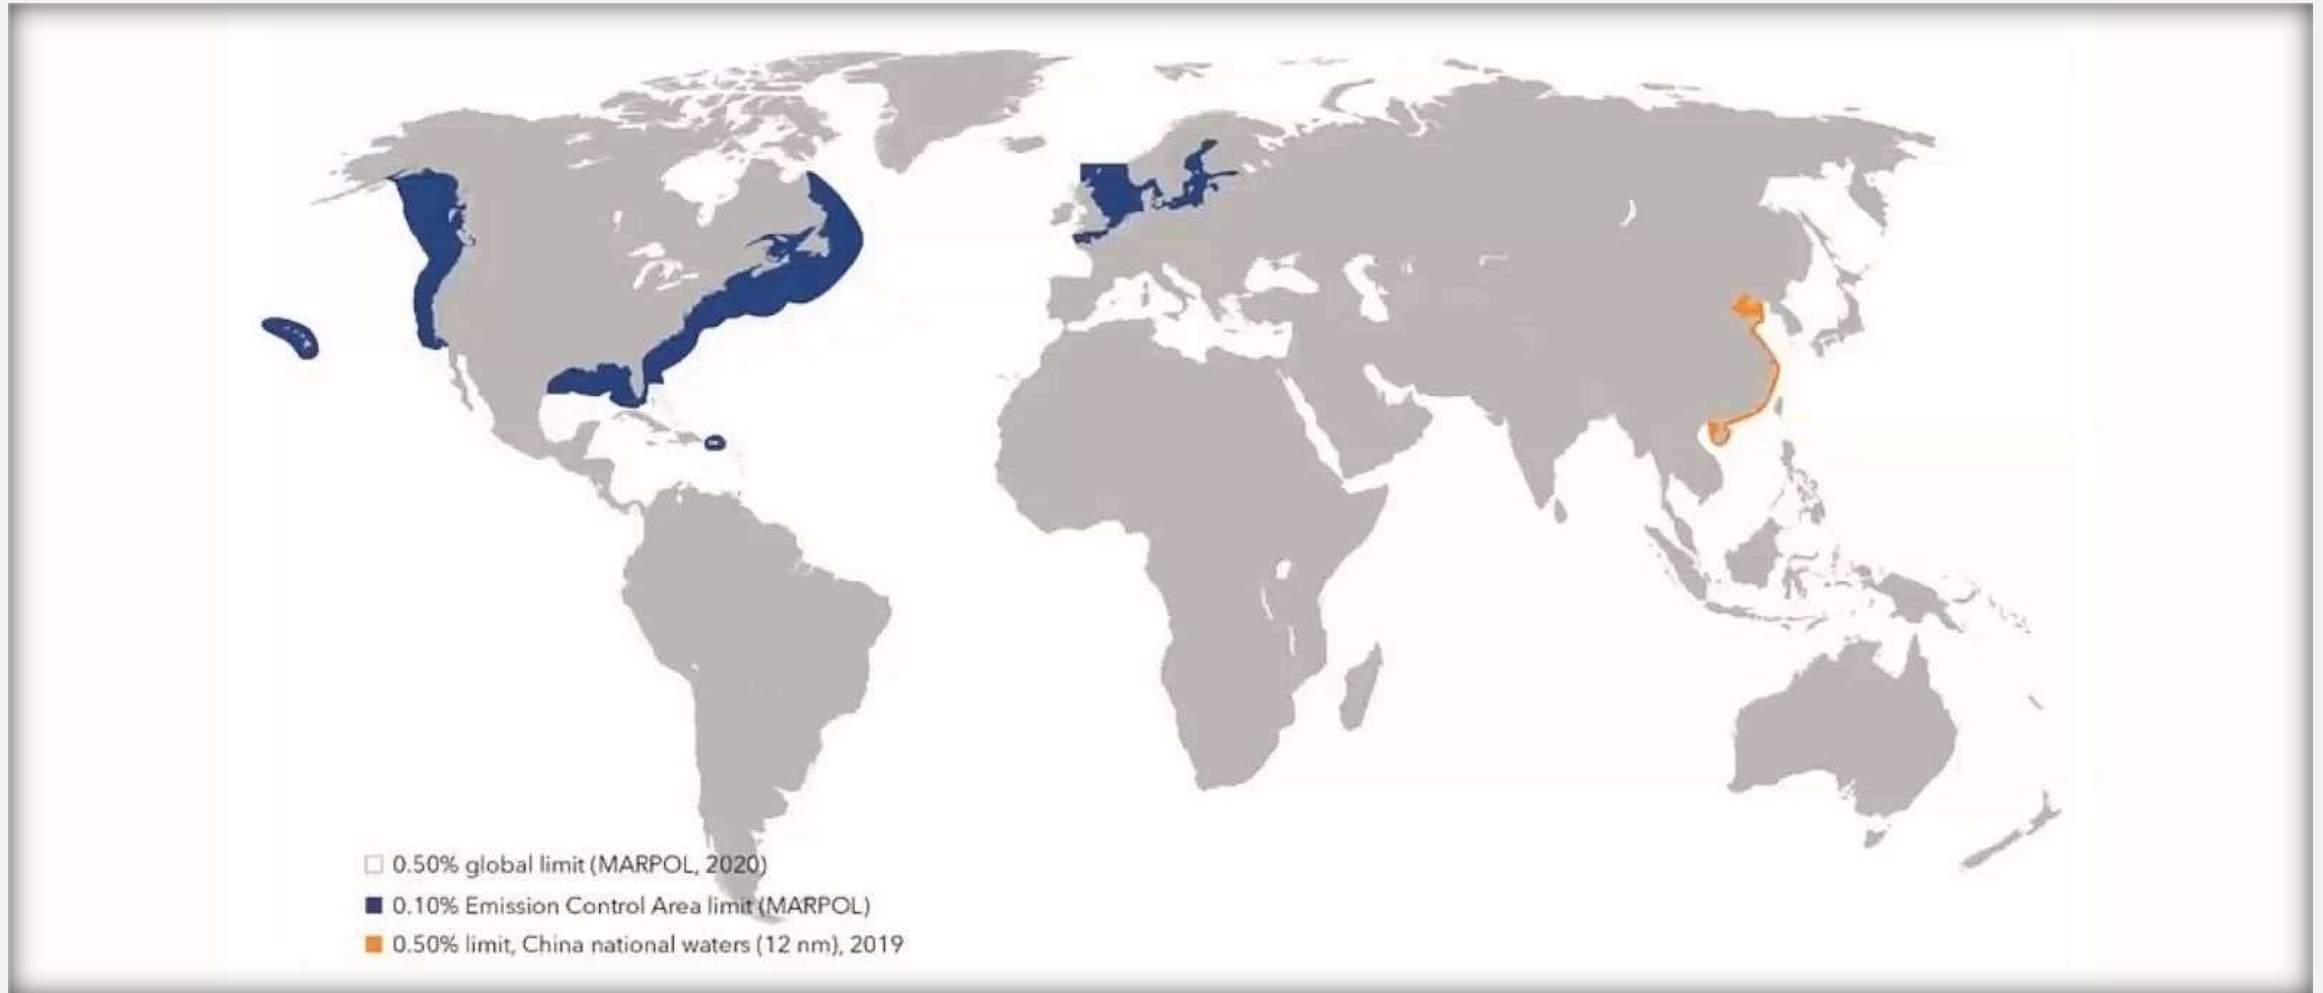 0.50% global limit (MARPOL, 2020)
0.10% Emission Control Area limit (MARPOL)
0.50% limit, China national waters (12 nm), 2019